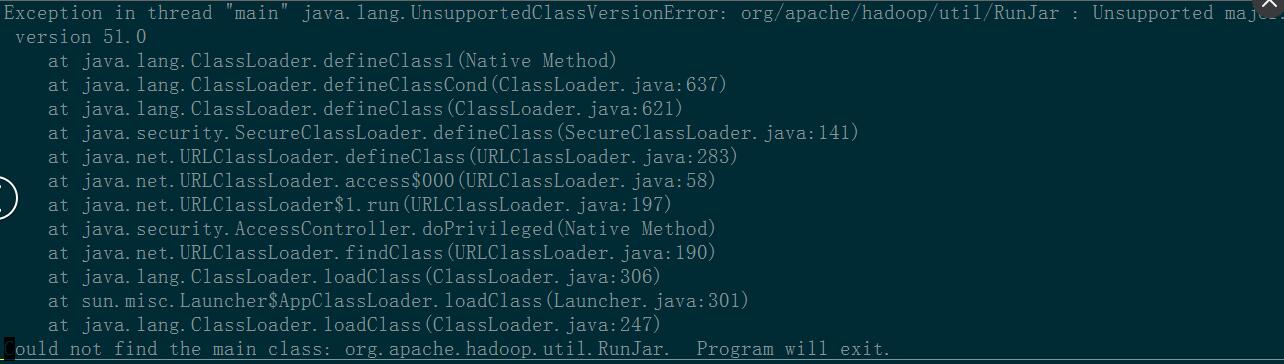 Exception in thread "main" java.lang.UnsupportedClassVersionError: org/apache/hadoop/util/RunJar : Unsupported major.
version 51.0
at java.lang.ClassLoader.defineClass1(Native Method)
at java.lang.ClassLoader.defineClassCond(ClassLoader.java:637)
at java.lang.ClassLoader.defineClass(ClassLoader.java:621)
at java.security.SecureClassLoader.defineClass(SecureClassLoader.java:141)
at java.net.URLClassLoader.defineClass(URLClassLoader.java:283)
at java.net.URLClassLoader.access$000(URLClassLoader.java:58)
at java.net.URLClassLoader$1.run(URLClassLoader.java:197)
at java.security.AccessController.doPrivileged(Native Method)
at java.net.URLClassLoader.findClass(URLClassLoader.java:190)
at java.lang.ClassLoader.loadClass(ClassLoader.java:306)
at sun.misc.Launcher$AppClassLoader.loadClass(Launcher.java:301)
at java.lang.ClassLoader.loadClass(ClassLoader.java:247)
Could not find the main class: org.apache.hadoop.util.RunJar.  Program will exit.